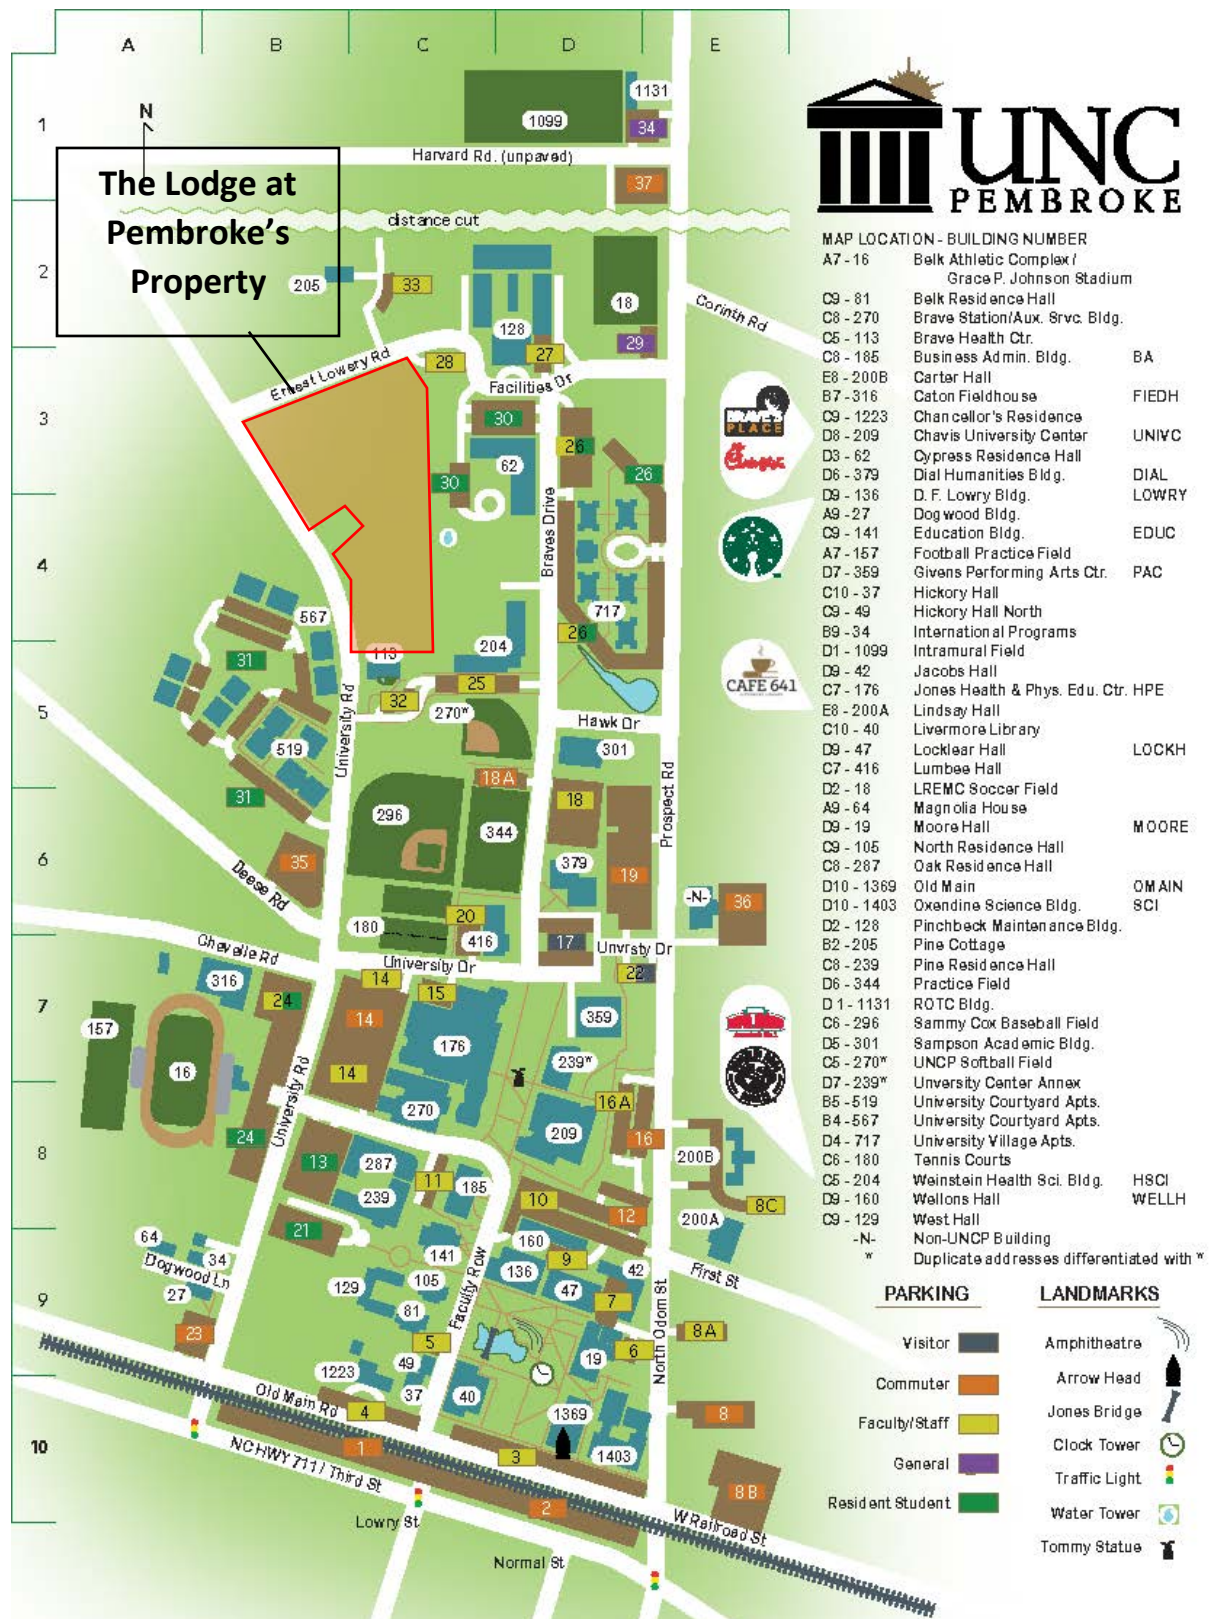 A B C D E
1
2
3
4
5
6
7
8
9
10
N
The Lodge at
Pembroke's
Property
1131
1099
34
Harvard Rd. (unpaved)
37
distance cut
205
33
18
128
Corinth Rd
29
28
27
Ernest Lowery Rd
Facilities Dr
30
26
62
26
30
Braves Drive
567
717
26
31
113
204
25
32
270*
Hawk Dr
University Rd
301
519
18A
18
31
Prospect Rd
296
344
379
35
19
Deese Rd
-N-
36
20
180
416
17
Unvrsty Dr
Chavelle Rd
University Dr
22
316
14
15
24
157
14
359
176
16
14
239*
University Rd
270
16A
209
24
16
13
287
200B
11
185
239
10
8C
12
21
200A
64
160
141
34
9
First St
Dogwood Ln
136
42
105
129
47
27
Faculty Row
7
81
North Odom St
23
5
8A
6
49
19
1223
37
40
Old Main Rd
4
1369
8
1
3
1403
NC HWY 711 / Third St
8B
2
W Railroad St
Lowry St
Normal St
BRAVE'S
PLACE
CAFE 641
UNC
PEMBROKE
MAP LOCATION - BUILDING NUMBER
A7 - 16 Belk Athletic Complex /
Grace P. Johnson Stadium
C9 - 81 Belk Residence Hall
C8 - 270 Brave Station/Aux. Srvc. Bldg.
C5 - 113 Brave Health Ctr.
C8 - 185 Business Admin. Bldg. BA
E8 - 200B Carter Hall
B7 - 316 Caton Fieldhouse FIEDH
C9 - 1223 Chancellor's Residence
D8 - 209 Chavis University Center UNIVC
D3 - 62 Cypress Residence Hall
D6 - 379 Dial Humanities Bldg. DIAL
D9 - 136 D. F. Lowry Bldg. LOWRY
A9 - 27 Dogwood Bldg.
C9 - 141 Education Bldg. EDUC
A7 - 157 Football Practice Field
D7 - 359 Givens Performing Arts Ctr. PAC
C10 - 37 Hickory Hall
C9 - 49 Hickory Hall North
B9 - 34 International Programs
D1 - 1099 Intramural Field
D9 - 42 Jacobs Hall
C7 - 176 Jones Health & Phys. Edu. Ctr. HPE
E8 - 200A Lindsay Hall
C10 - 40 Livermore Library
D9 - 47 Locklear Hall LOCKH
C7 - 416 Lumbee Hall
D2 - 18 LREMC Soccer Field
A9 - 64 Magnolia House
D9 - 19 Moore Hall MOORE
C9 - 105 North Residence Hall
C8 - 287 Oak Residence Hall
D10 - 1369 Old Main OMAIN
D10 - 1403 Oxendine Science Bldg. SCI
D2 - 128 Pinchbeck Maintenance Bldg.
B2 - 205 Pine Cottage
C8 - 239 Pine Residence Hall
D6 - 344 Practice Field
D 1 - 1131 ROTC Bldg.
C6 - 296 Sammy Cox Baseball Field
D5 - 301 Sampson Academic Bldg.
C5 - 270* UNCP Softball Field
D7 - 239* Unversity Center Annex
B5 - 519 University Courtyard Apts.
B4 - 567 University Courtyard Apts.
D4 - 717 University Village Apts.
C6 - 180 Tennis Courts
C5 - 204 Weinstein Health Sci. Bldg. HSCI
D9 - 160 Wellons Hall WELLH
C9 - 129 West Hall
-N- Non-UNCP Building
* Duplicate addresses differentiated with *
PARKING
Visitor
Commuter
Faculty/Staff
General
Resident Student
LANDMARKS
Amphitheatre
Arrow Head
Jones Bridge
Clock Tower
Traffic Light
Water Tower
Tommy Statue